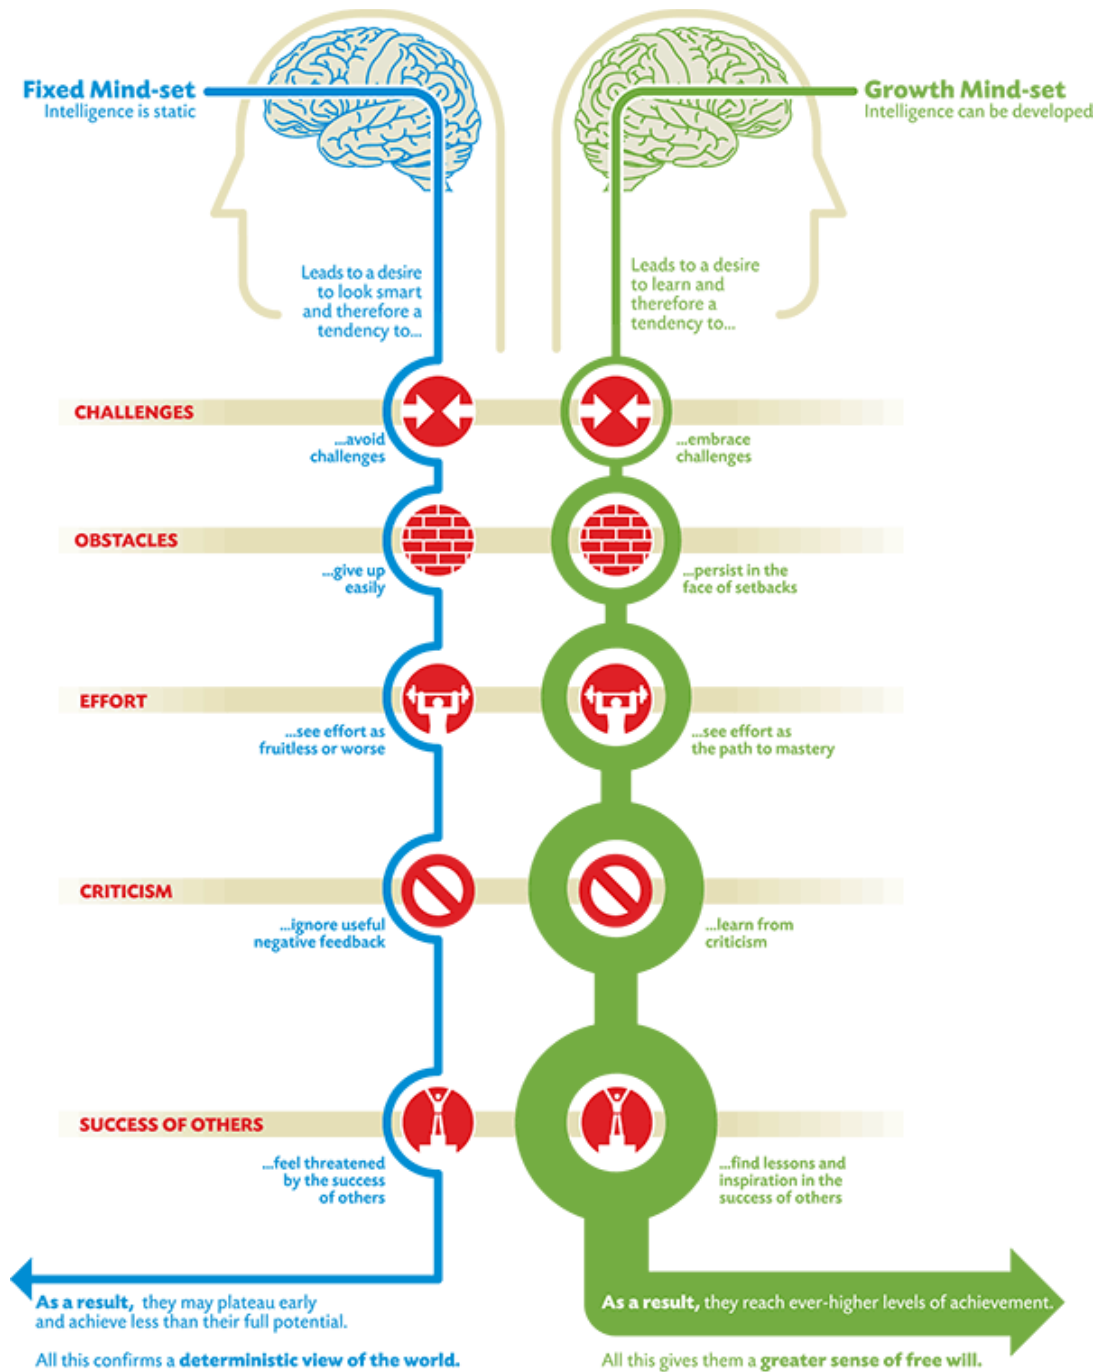 Fixed Mind-set
Intelligence is static
Growth Mind-set
Intelligence can be developed
Leads to a desire
to look smart
and therefore a
tendency to...
Leads to a desire
to learn and
therefore a
tendency to...
CHALLENGES
...avoid
challenges
...embrace
challenges
OBSTACLES
...give up
easily
...persist in the
face of setbacks
EFFORT
...see effort as
fruitless or worse
...see effort as
the path to mastery
CRITICISM
...ignore useful
negative feedback
...learn from
criticism
SUCCESS OF OTHERS
...feel threatened
by the success
of others
...find lessons and
inspiration in the
success of others
As a result, they may plateau early
and achieve less than their full potential.
All this confirms a deterministic view of the world.
As a result, they reach ever-higher levels of achievement.
All this gives them a greater sense of free will.